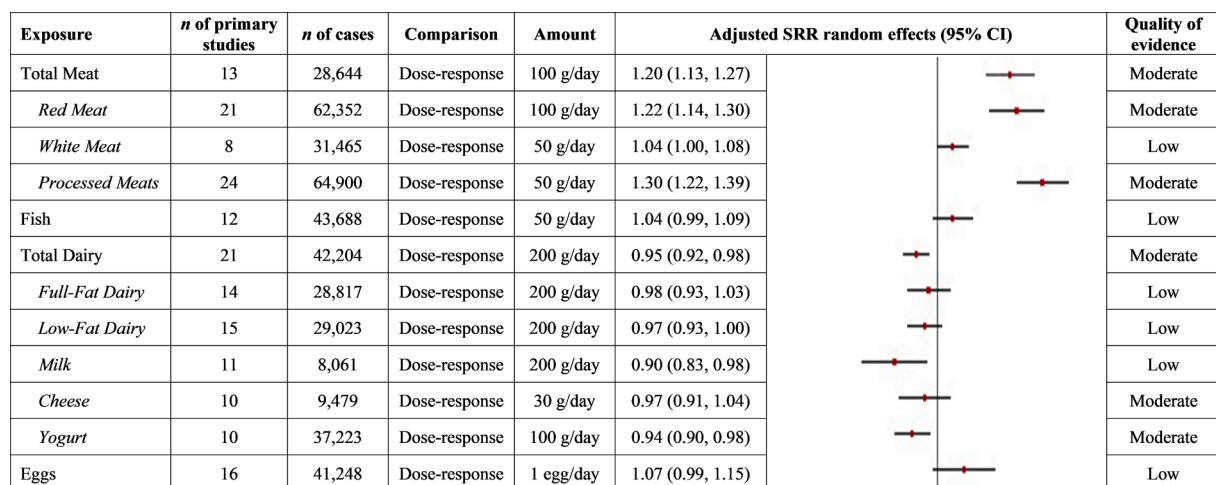 Exposure n of primary studies n of cases Comparison Amount Adjusted SRR random effects (95% CI) Quality of evidence
Total Meat 13 28,644 Dose-response 100 g/day 1.20 (1.13, 1.27) Moderate
Red Meat 21 62,352 Dose-response 100 g/day 1.22 (1.14, 1.30) Moderate
White Meat 8 31,465 Dose-response 50 g/day 1.04 (1.00, 1.08) Low
Processed Meats 24 64,900 Dose-response 50 g/day 1.30 (1.22, 1.39) Moderate
Fish 12 43,688 Dose-response 50 g/day 1.04 (0.99, 1.09) Low
Total Dairy 21 42,204 Dose-response 200 g/day 0.95 (0.92, 0.98) Moderate
Full-Fat Dairy 14 28,817 Dose-response 200 g/day 0.98 (0.93, 1.03) Low
Low-Fat Dairy 15 29,023 Dose-response 200 g/day 0.97 (0.93, 1.00) Low
Milk 11 8,061 Dose-response 200 g/day 0.90 (0.83, 0.98) Low
Cheese 10 9,479 Dose-response 30 g/day 0.97 (0.91, 1.04) Moderate
Yogurt 10 37,223 Dose-response 100 g/day 0.94 (0.90, 0.98) Moderate
Eggs 16 41,248 Dose-response 1 egg/day 1.07 (0.99, 1.15) Low